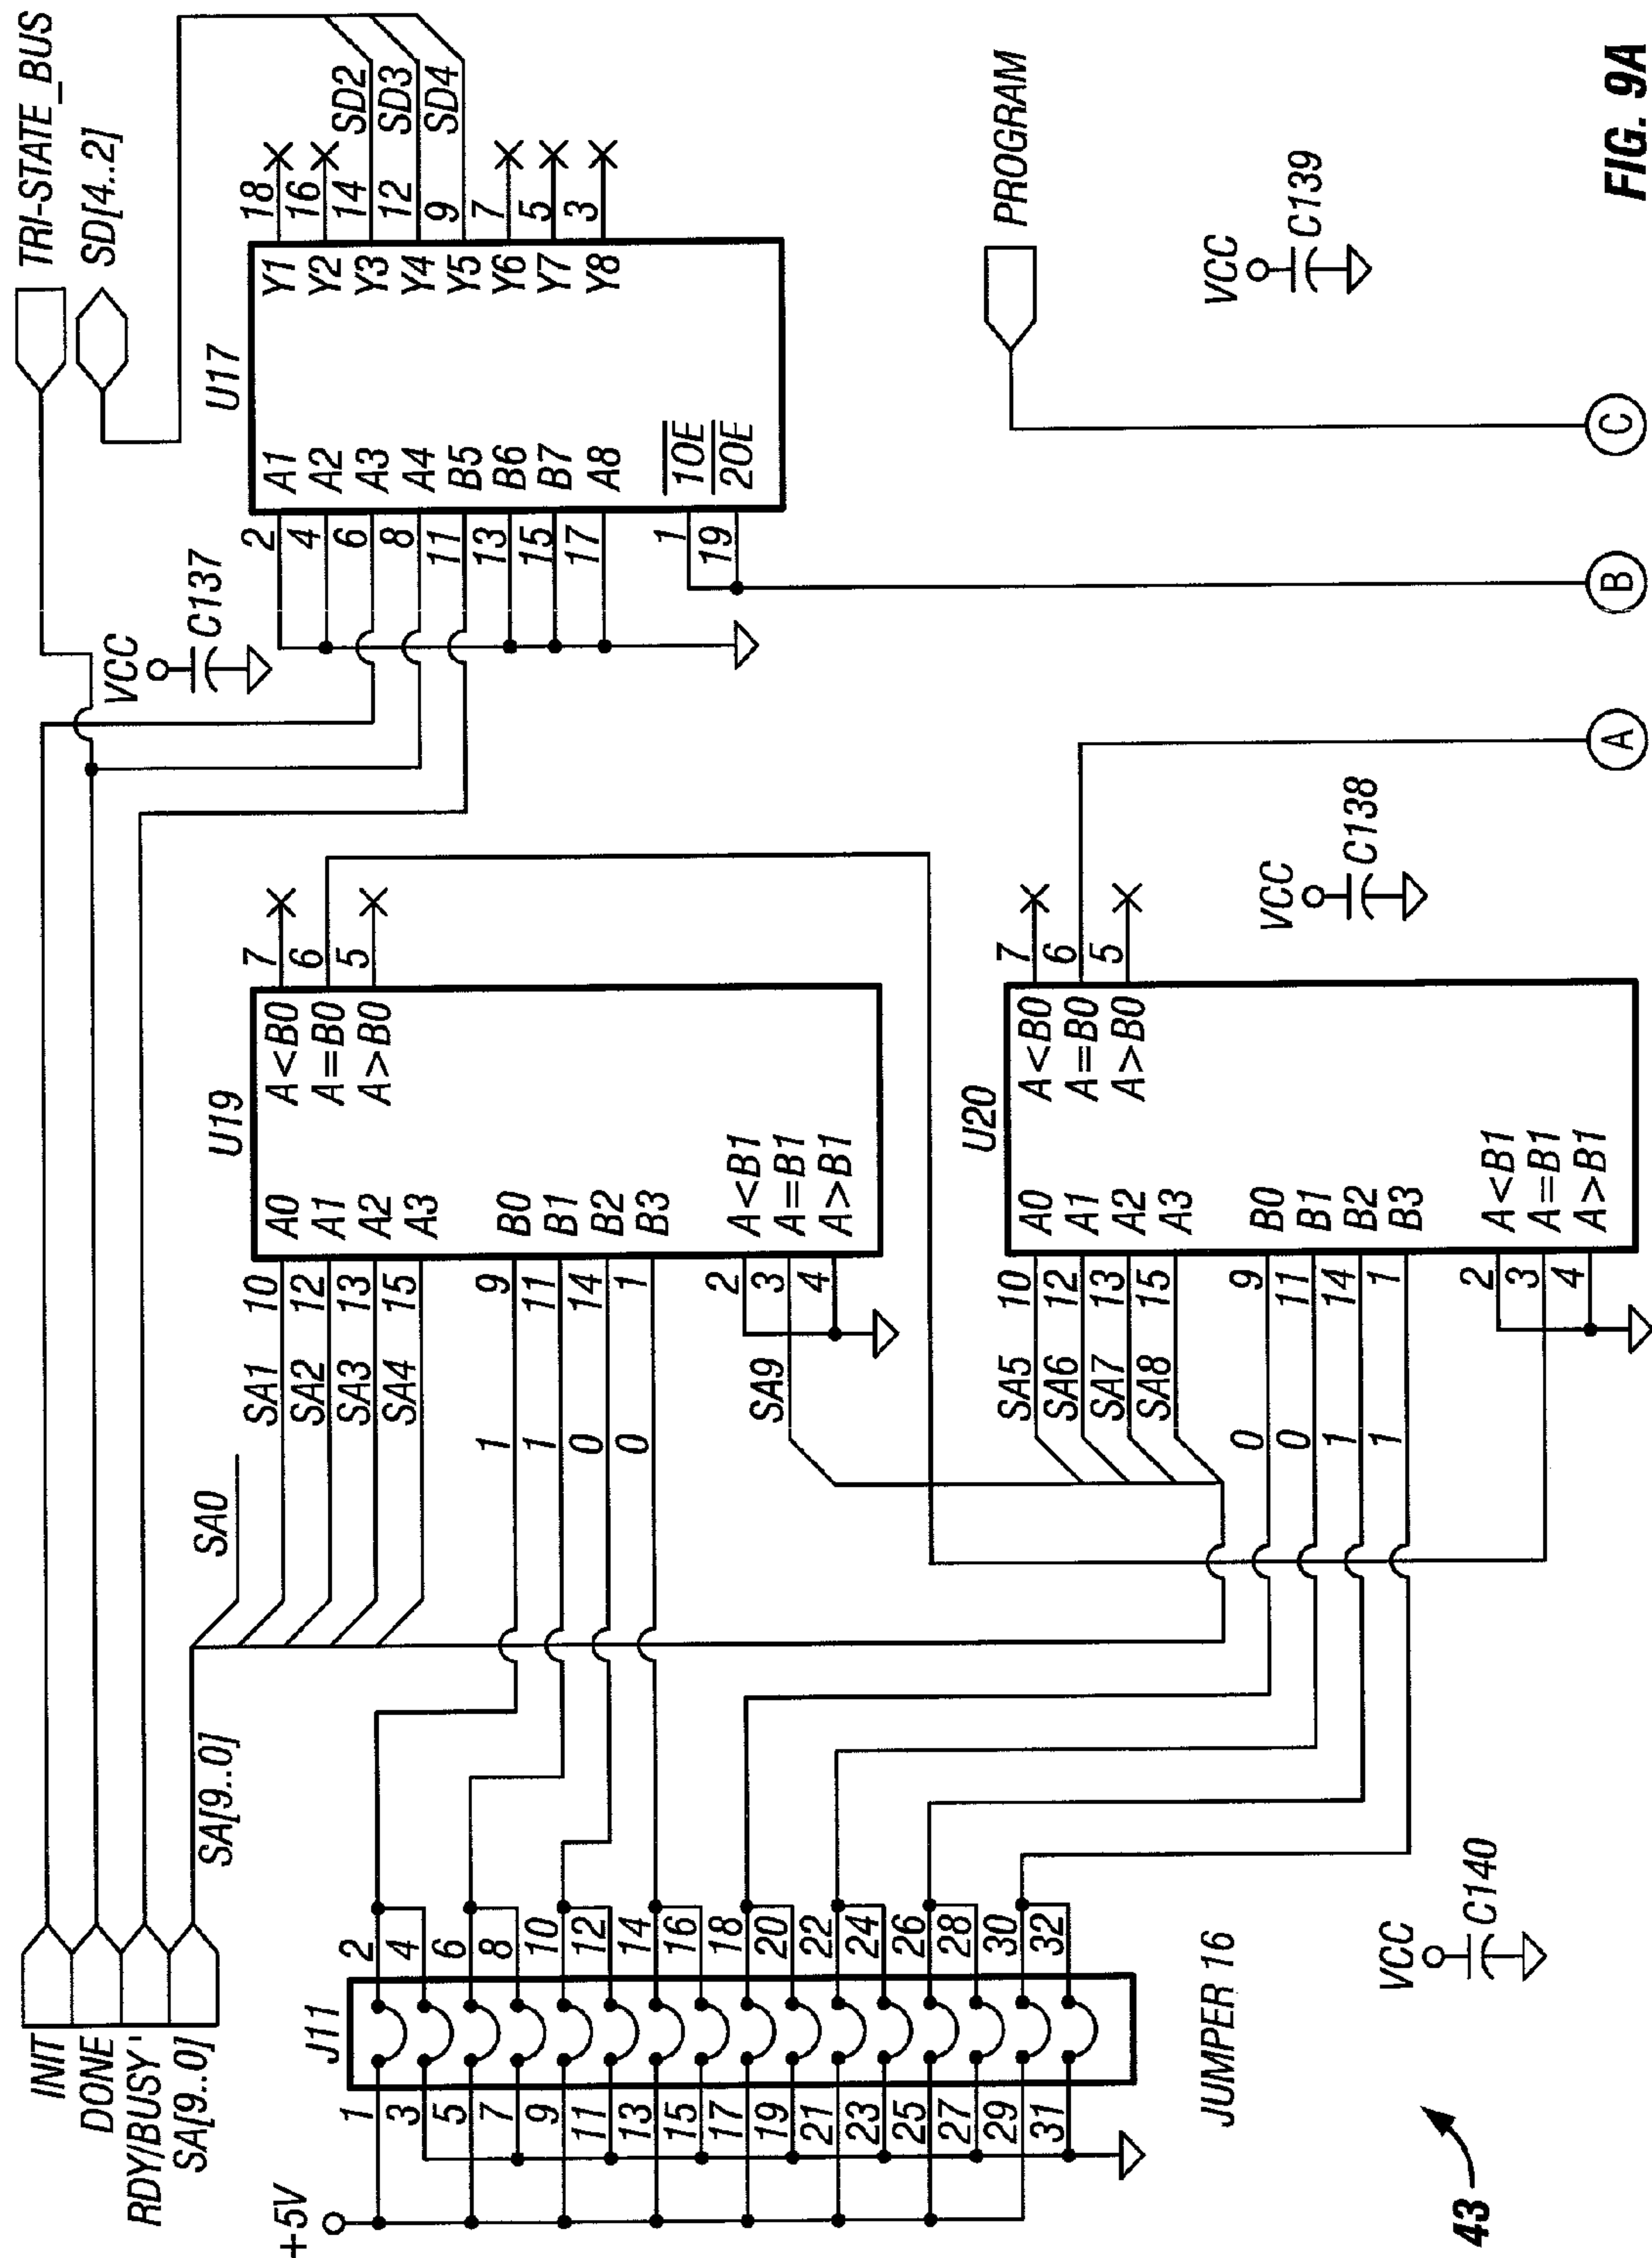 INIT
DONE
RDY/BUSY'
SA[9..0]
SA[9..0]
TRI-STATE_BUS
SD[4..2]
VCC
C137
U17
2 A1 Y1 18
4 A2 Y2 16
6 A3 Y3 14 SD2
8 A4 Y4 12 SD3
11 B5 Y5 9 SD4
13 B6 Y6 7
15 B7 Y7 5
17 A8 Y8 3
1 1OE
19 2OE
SA0
U19
SA1 10 A0 A<B0 7
SA2 12 A1 A=B0 6
SA3 13 A2 A>B0 5
SA4 15 A3
1 9 B0
1 11 B1
0 14 B2
0 1 B3
2 A<B1
SA9 3 A=B1
4 A>B1
+5V
J11
1 2
3 4
5 6
7 8
9 10
11 12
13 14
15 16
17 18
19 20
21 22
23 24
25 26
27 28
29 30
31 32
JUMPER 16
U20
SA5 10 A0 A<B0 7
SA6 12 A1 A=B0 6
SA7 13 A2 A>B0 5
SA8 15 A3
0 9 B0
0 11 B1
1 14 B2
1 1 B3
2 A<B1
3 A=B1
4 A>B1
PROGRAM
VCC
C139
VCC
C138
VCC
C140
43
A
B
C
FIG. 9A